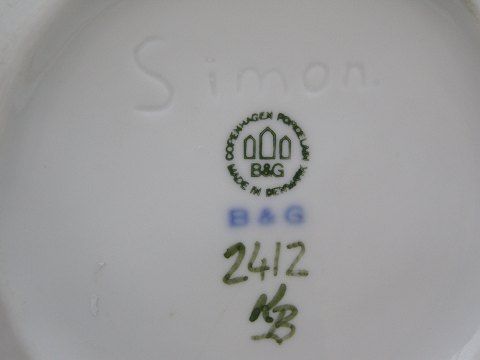 Simon.
COPENHAGEN PORCELAIN
B&G
MADE IN DENMARK
B & G
2412
KB